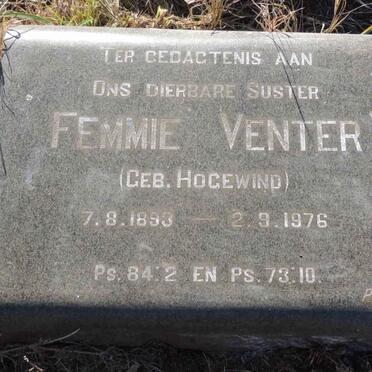 TER GEDAGTENIS AAN
ONS DIERBARE SUSTER
FEMMIE VENTER
(GEB. HOGEWIND)
7.8.1893 — 2.9.1976
PS. 84:2 EN PS. 73:10.